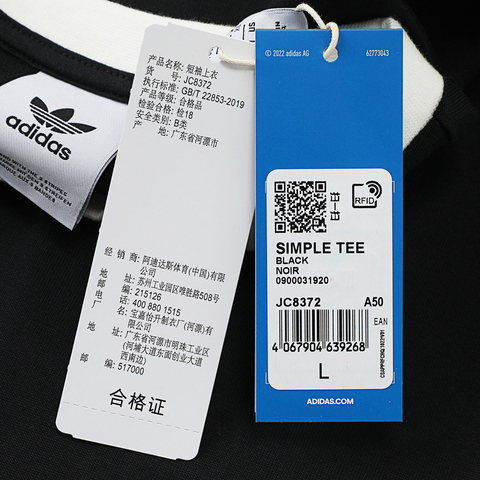 adidas
US
© 2022 adidas AG
62773043
品 名: 短袖上衣
货 号: JC8372
执行标准: GB/T 22853-2019
产品等级: 合格品
检验合格: 检18
安全类别: B类
产 地: 广东省河源市
经 销 商: 阿迪达斯体育(中国)有限
公司
地 址: 苏州工业园区唯胜路508号
邮 编: 215126
电 话: 400 880 1515
厂 名: 宝嘉怡升制衣厂(河源)有
限公司
地 址: 广东省河源市明珠工业区
(河埔大道东面创业大道
西南边)
邮 编: 517000
合格证
RFID
SIMPLE TEE
BLACK
NOIR
0900031920
JC8372 A50
EAN
4 067904 639268
L
ADIDAS.COM